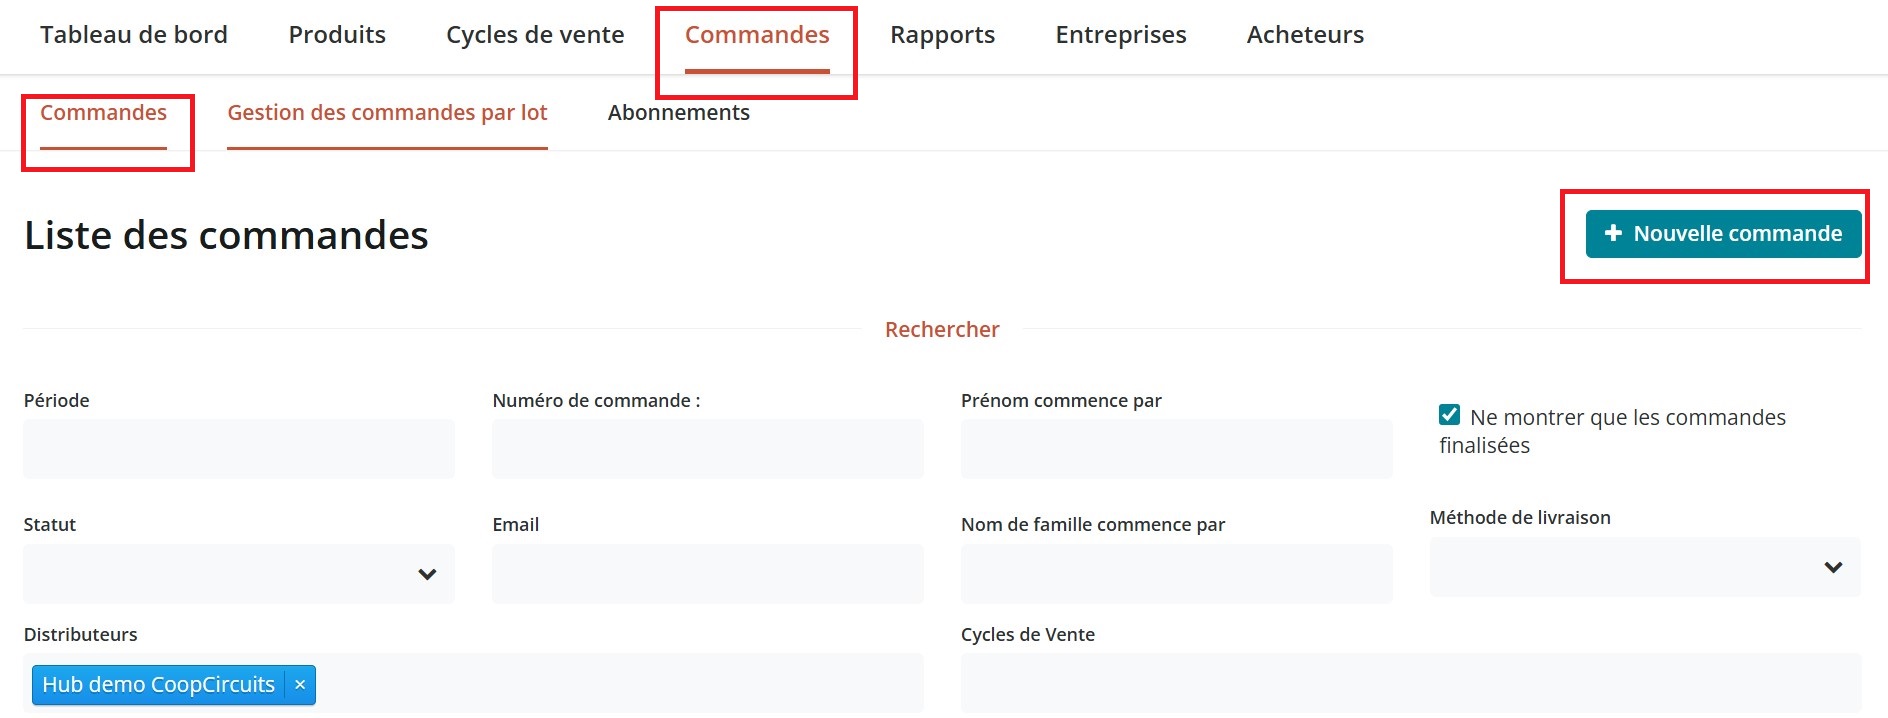 Tableau de bord Produits Cycles de vente Commandes Rapports Entreprises Acheteurs
Commandes Gestion des commandes par lot Abonnements
Liste des commandes
+ Nouvelle commande
Rechercher
Période Numéro de commande : Prénom commence par
Ne montrer que les commandes
finalisées
Statut Email Nom de famille commence par Méthode de livraison
Distributeurs Cycles de Vente
Hub demo CoopCircuits ×